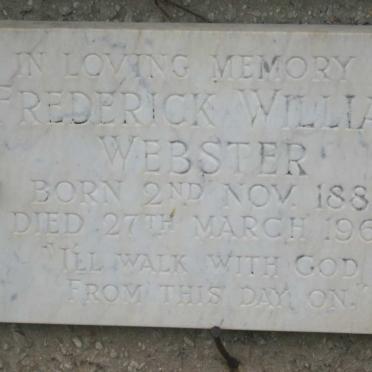 IN LOVING MEMORY
FREDERICK WILLIA
WEBSTER
BORN 2ND NOV. 188
DIED 27TH MARCH 196
"I'LL WALK WITH GOD
FROM THIS DAY ON."